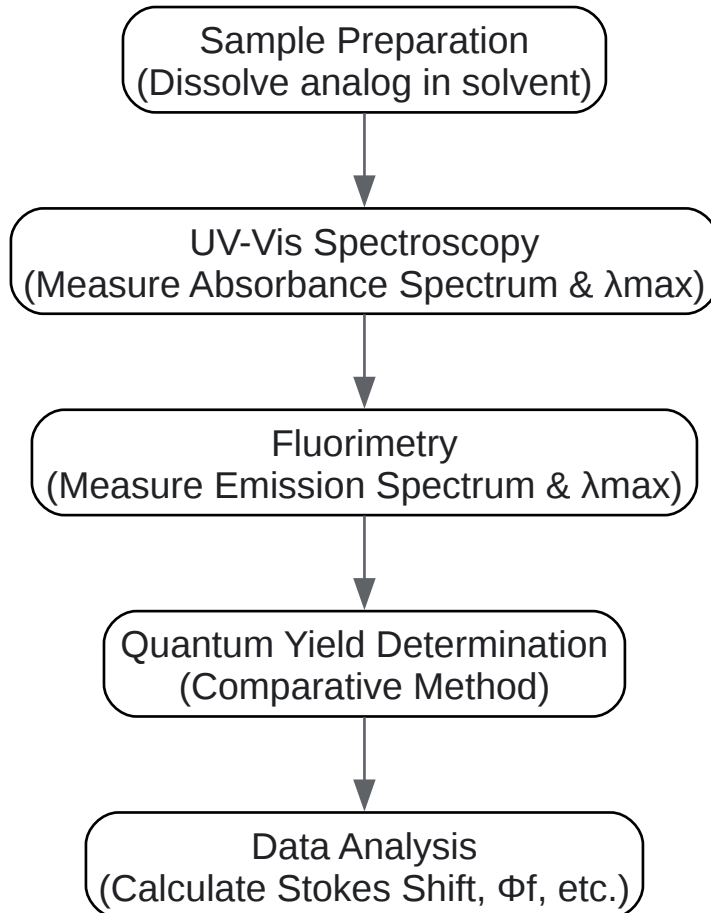 Sample Preparation
(Dissolve analog in solvent)
UV-Vis Spectroscopy
(Measure Absorbance Spectrum & λmax)
Fluorimetry
(Measure Emission Spectrum & λmax)
Quantum Yield Determination
(Comparative Method)
Data Analysis
(Calculate Stokes Shift, Φf, etc.)